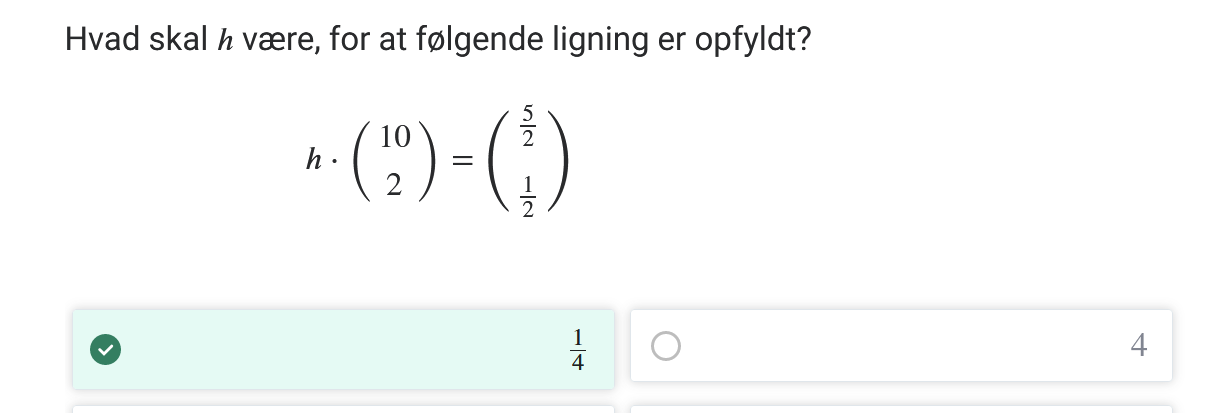 Hvad skal h være, for at følgende ligning er opfyldt?
h · (10 2) = (5/2 1/2)
1/4
4